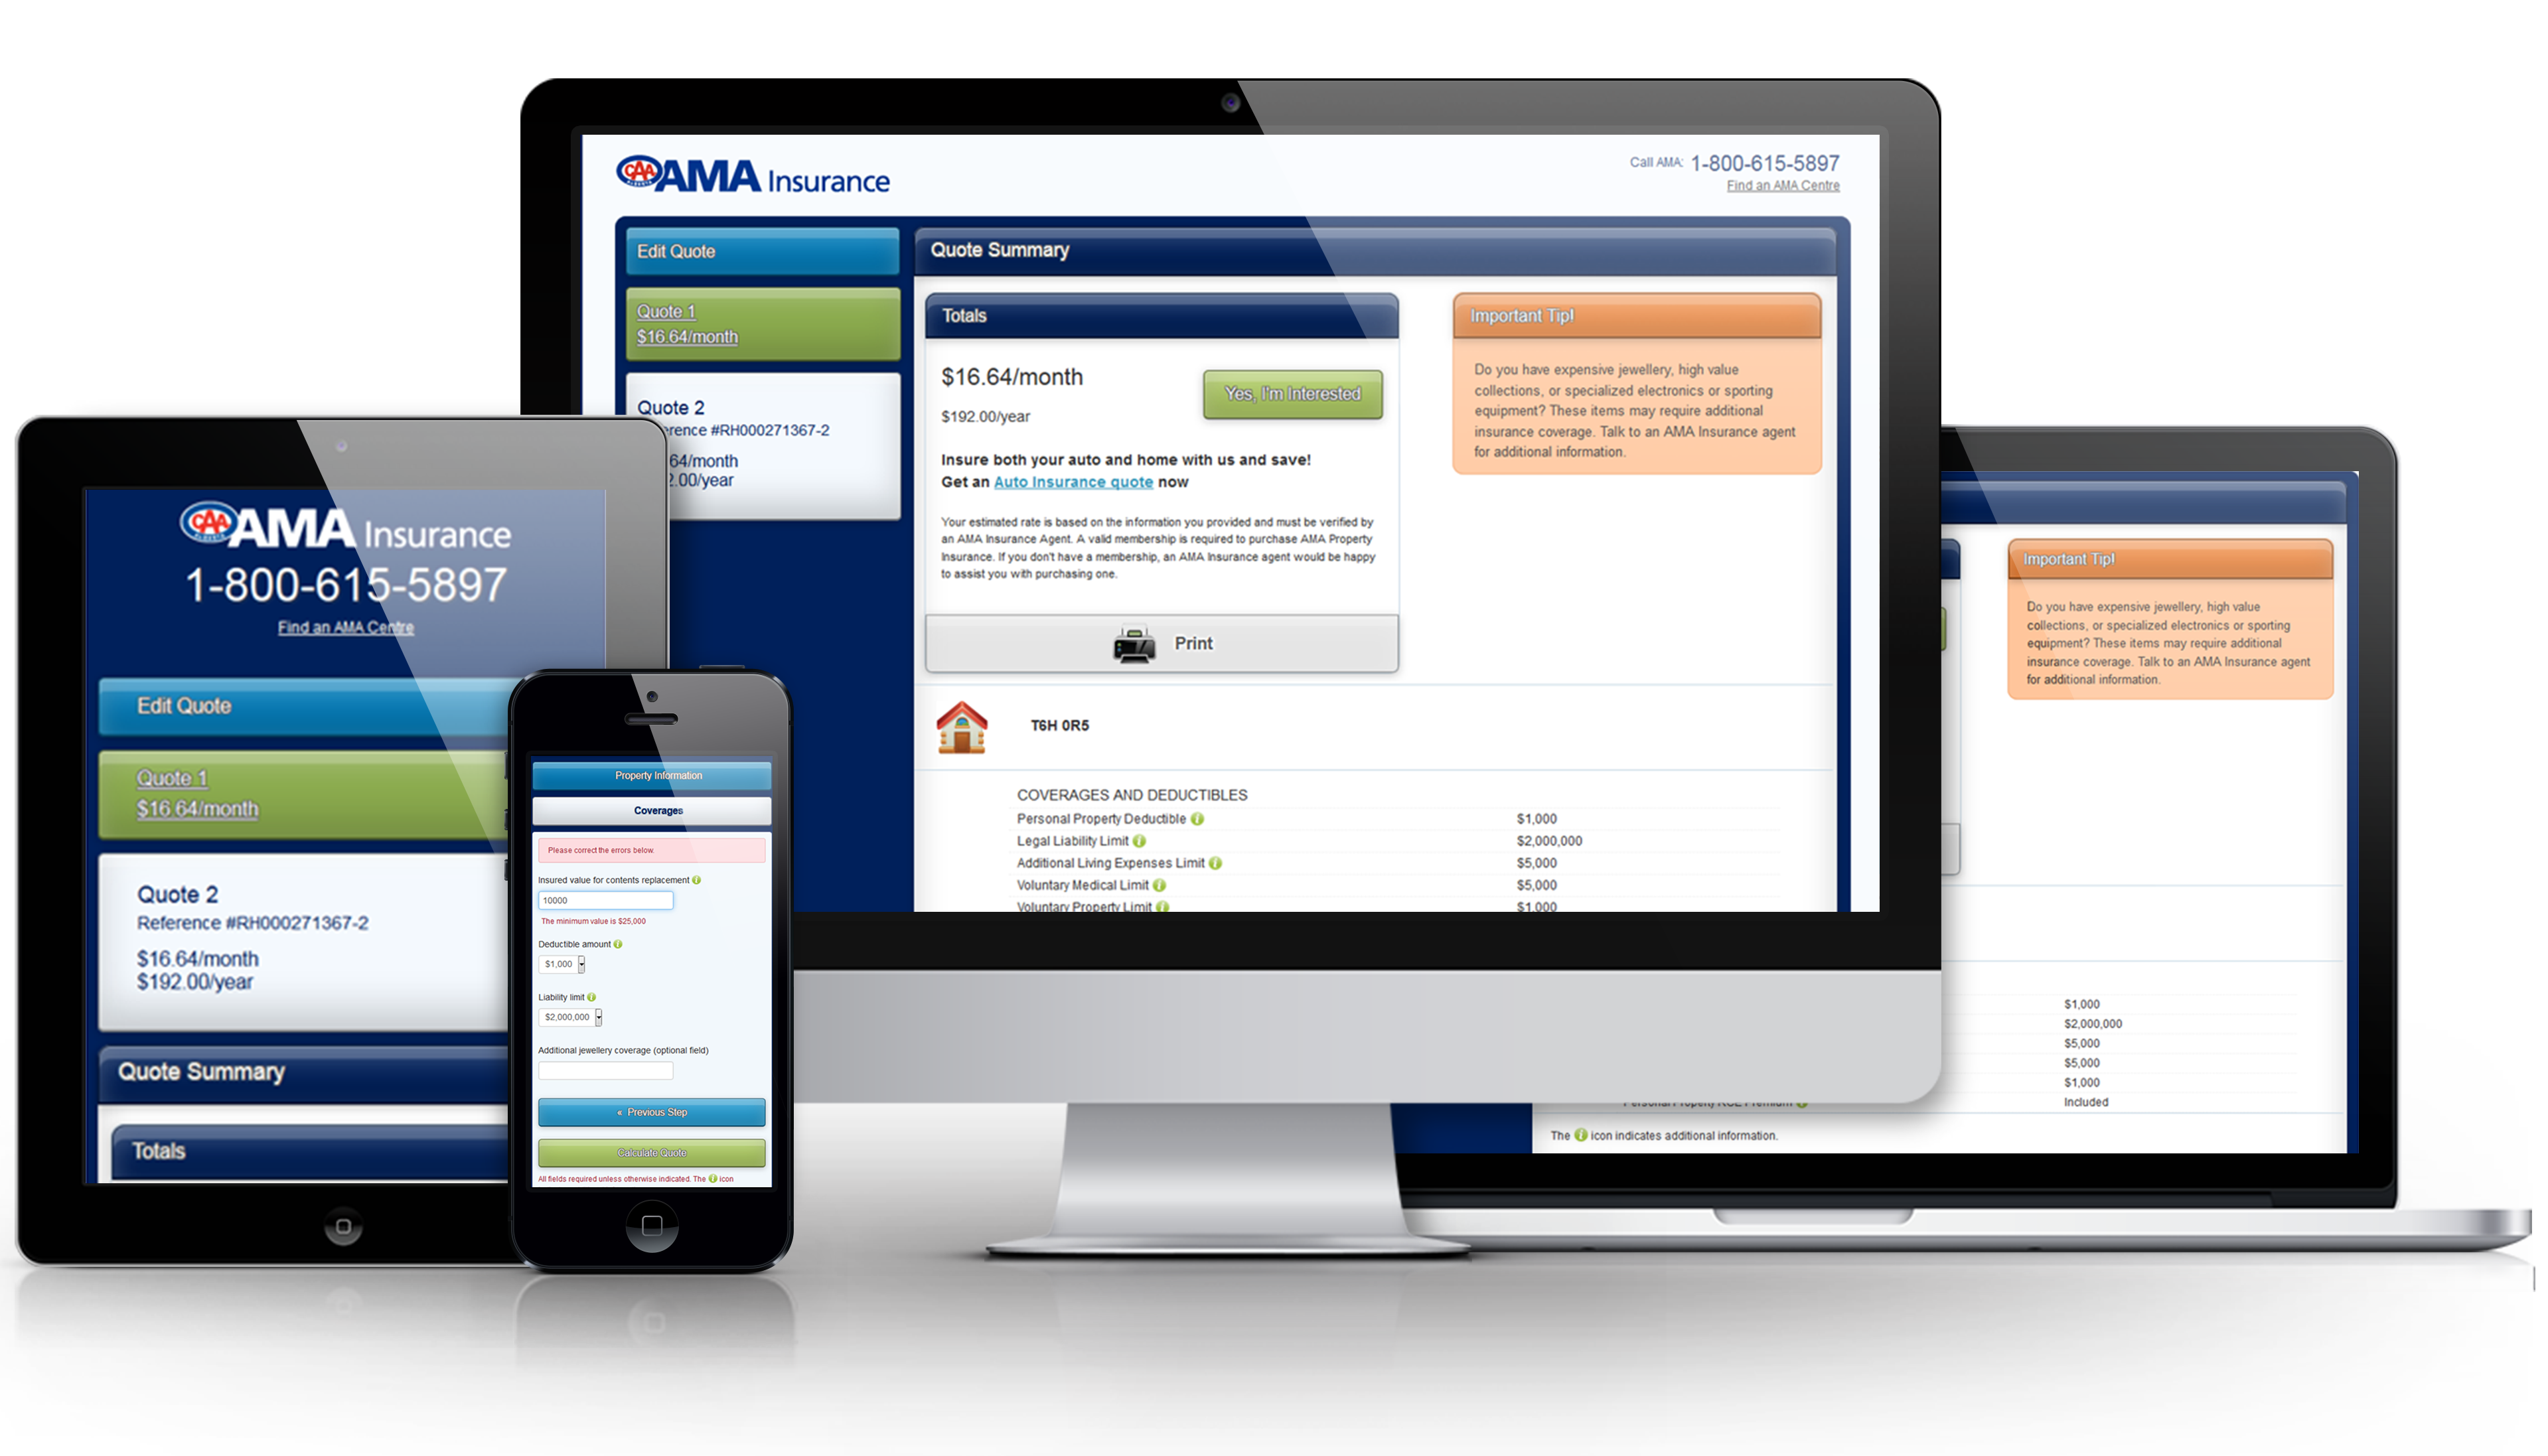 CAA AMA Insurance
ALBERTA
Call AMA: 1-800-615-5897
Find an AMA Centre
Edit Quote
Quote 1
$16.64/month
Quote 2
#RH000271367-2
Quote Summary
Totals
$16.64/month
$192.00/year
Yes, I'm Interested
Insure both your auto and home with us and save!
Get an Auto Insurance quote now
Your estimated rate is based on the information you provided and must be verified by
an AMA Insurance Agent. A valid membership is required to purchase AMA Property
Insurance. If you don't have a membership, an AMA Insurance agent would be happy
to assist you with purchasing one.
Print
Important Tip!
Do you have expensive jewellery, high value
collections, or specialized electronics or sporting
equipment? These items may require additional
insurance coverage. Talk to an AMA Insurance agent
for additional information.
T6H 0R5
COVERAGES AND DEDUCTIBLES
Personal Property Deductible $1,000
Legal Liability Limit $2,000,000
Additional Living Expenses Limit $5,000
Voluntary Medical Limit $5,000
Voluntary Property Limit $1,000
CAA AMA Insurance
ALBERTA
1-800-615-5897
Find an AMA Centre
Edit Quote
Quote 1
$16.64/month
Quote 2
Reference #RH000271367-2
$16.64/month
$192.00/year
Quote Summary
Totals
Property Information
Coverages
Please correct the errors below.
Insured value for contents replacement
10000
The minimum value is $25,000
Deductible amount
$1,000
Liability limit
$2,000,000
Additional jewellery coverage (optional field)
« Previous Step
Calculate Quote
All fields required unless otherwise indicated. The i icon
Important Tip!
Do you have expensive jewellery, high value
collections, or specialized electronics or sporting
equipment? These items may require additional
insurance coverage. Talk to an AMA Insurance agent
for additional information.
$1,000
$2,000,000
$5,000
$5,000
$1,000
Included
The i icon indicates additional information.